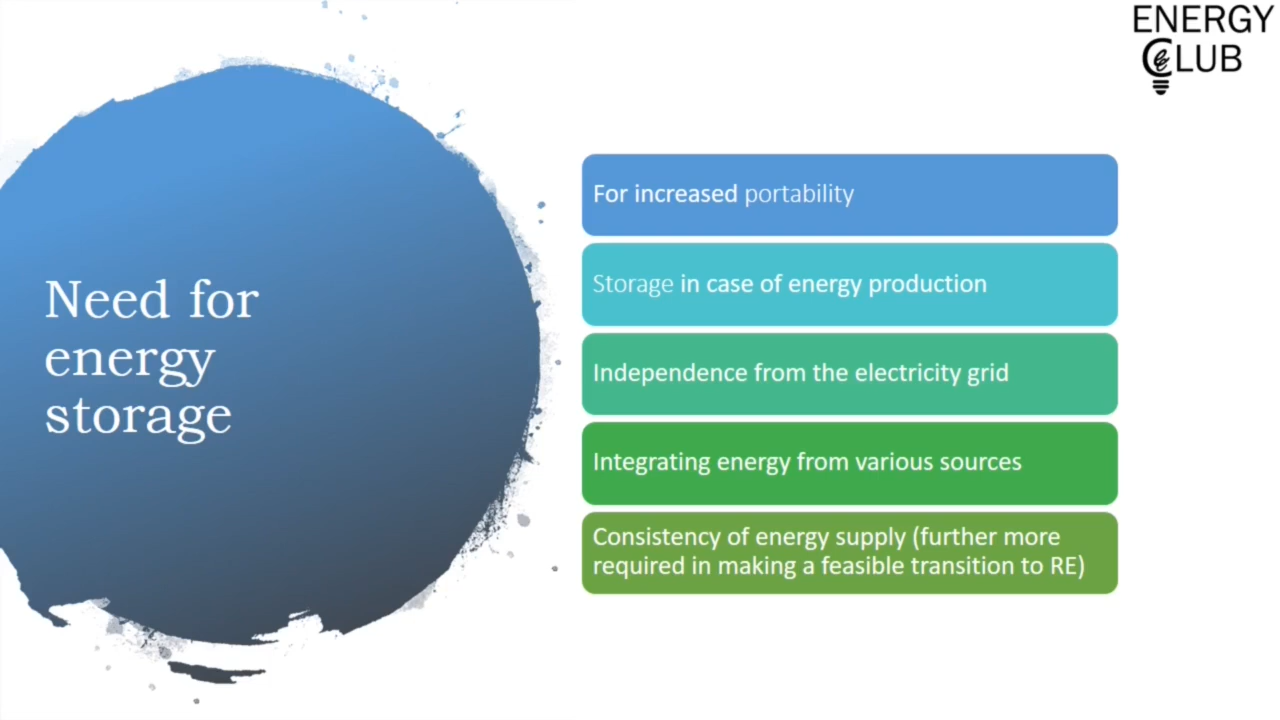 ENERGY
CLUB
Need for
energy
storage
For increased portability
Storage in case of energy production
Independence from the electricity grid
Integrating energy from various sources
Consistency of energy supply (further more
required in making a feasible transition to RE)